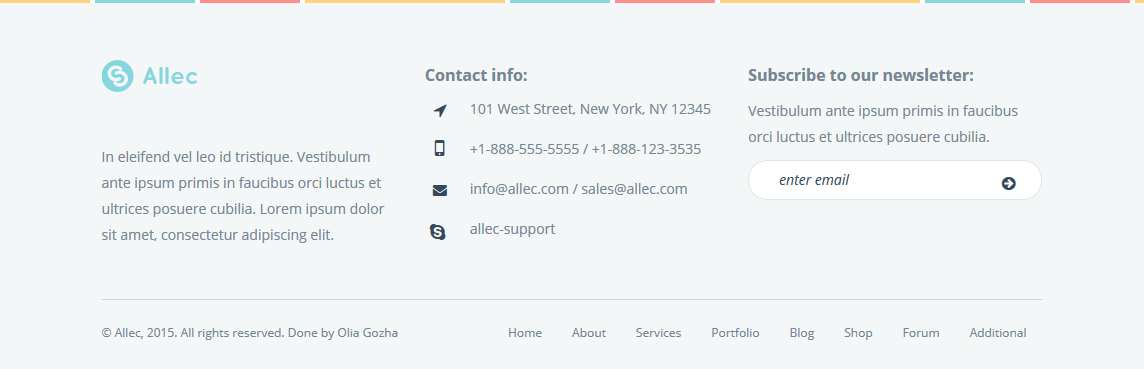 Allec
In eleifend vel leo id tristique. Vestibulum
ante ipsum primis in faucibus orci luctus et
ultrices posuere cubilia. Lorem ipsum dolor
sit amet, consectetur adipiscing elit.
Contact info:
101 West Street, New York, NY 12345
+1-888-555-5555 / +1-888-123-3535
info@allec.com / sales@allec.com
allec-support
Subscribe to our newsletter:
Vestibulum ante ipsum primis in faucibus
orci luctus et ultrices posuere cubilia.
enter email
© Allec, 2015. All rights reserved. Done by Olia Gozha
Home About Services Portfolio Blog Shop Forum Additional